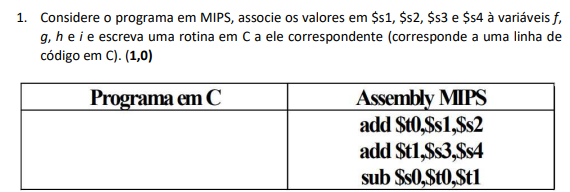 1. Considere o programa em MIPS, associe os valores em $s1, $s2, $s3 e $s4 à variáveis f,
g, h e i e escreva uma rotina em C a ele correspondente (corresponde a uma linha de
código em C). (1,0)
Programa em C Assembly MIPS
add $t0,$s1,$s2
add $t1,$s3,$s4
sub $s0,$t0,$t1